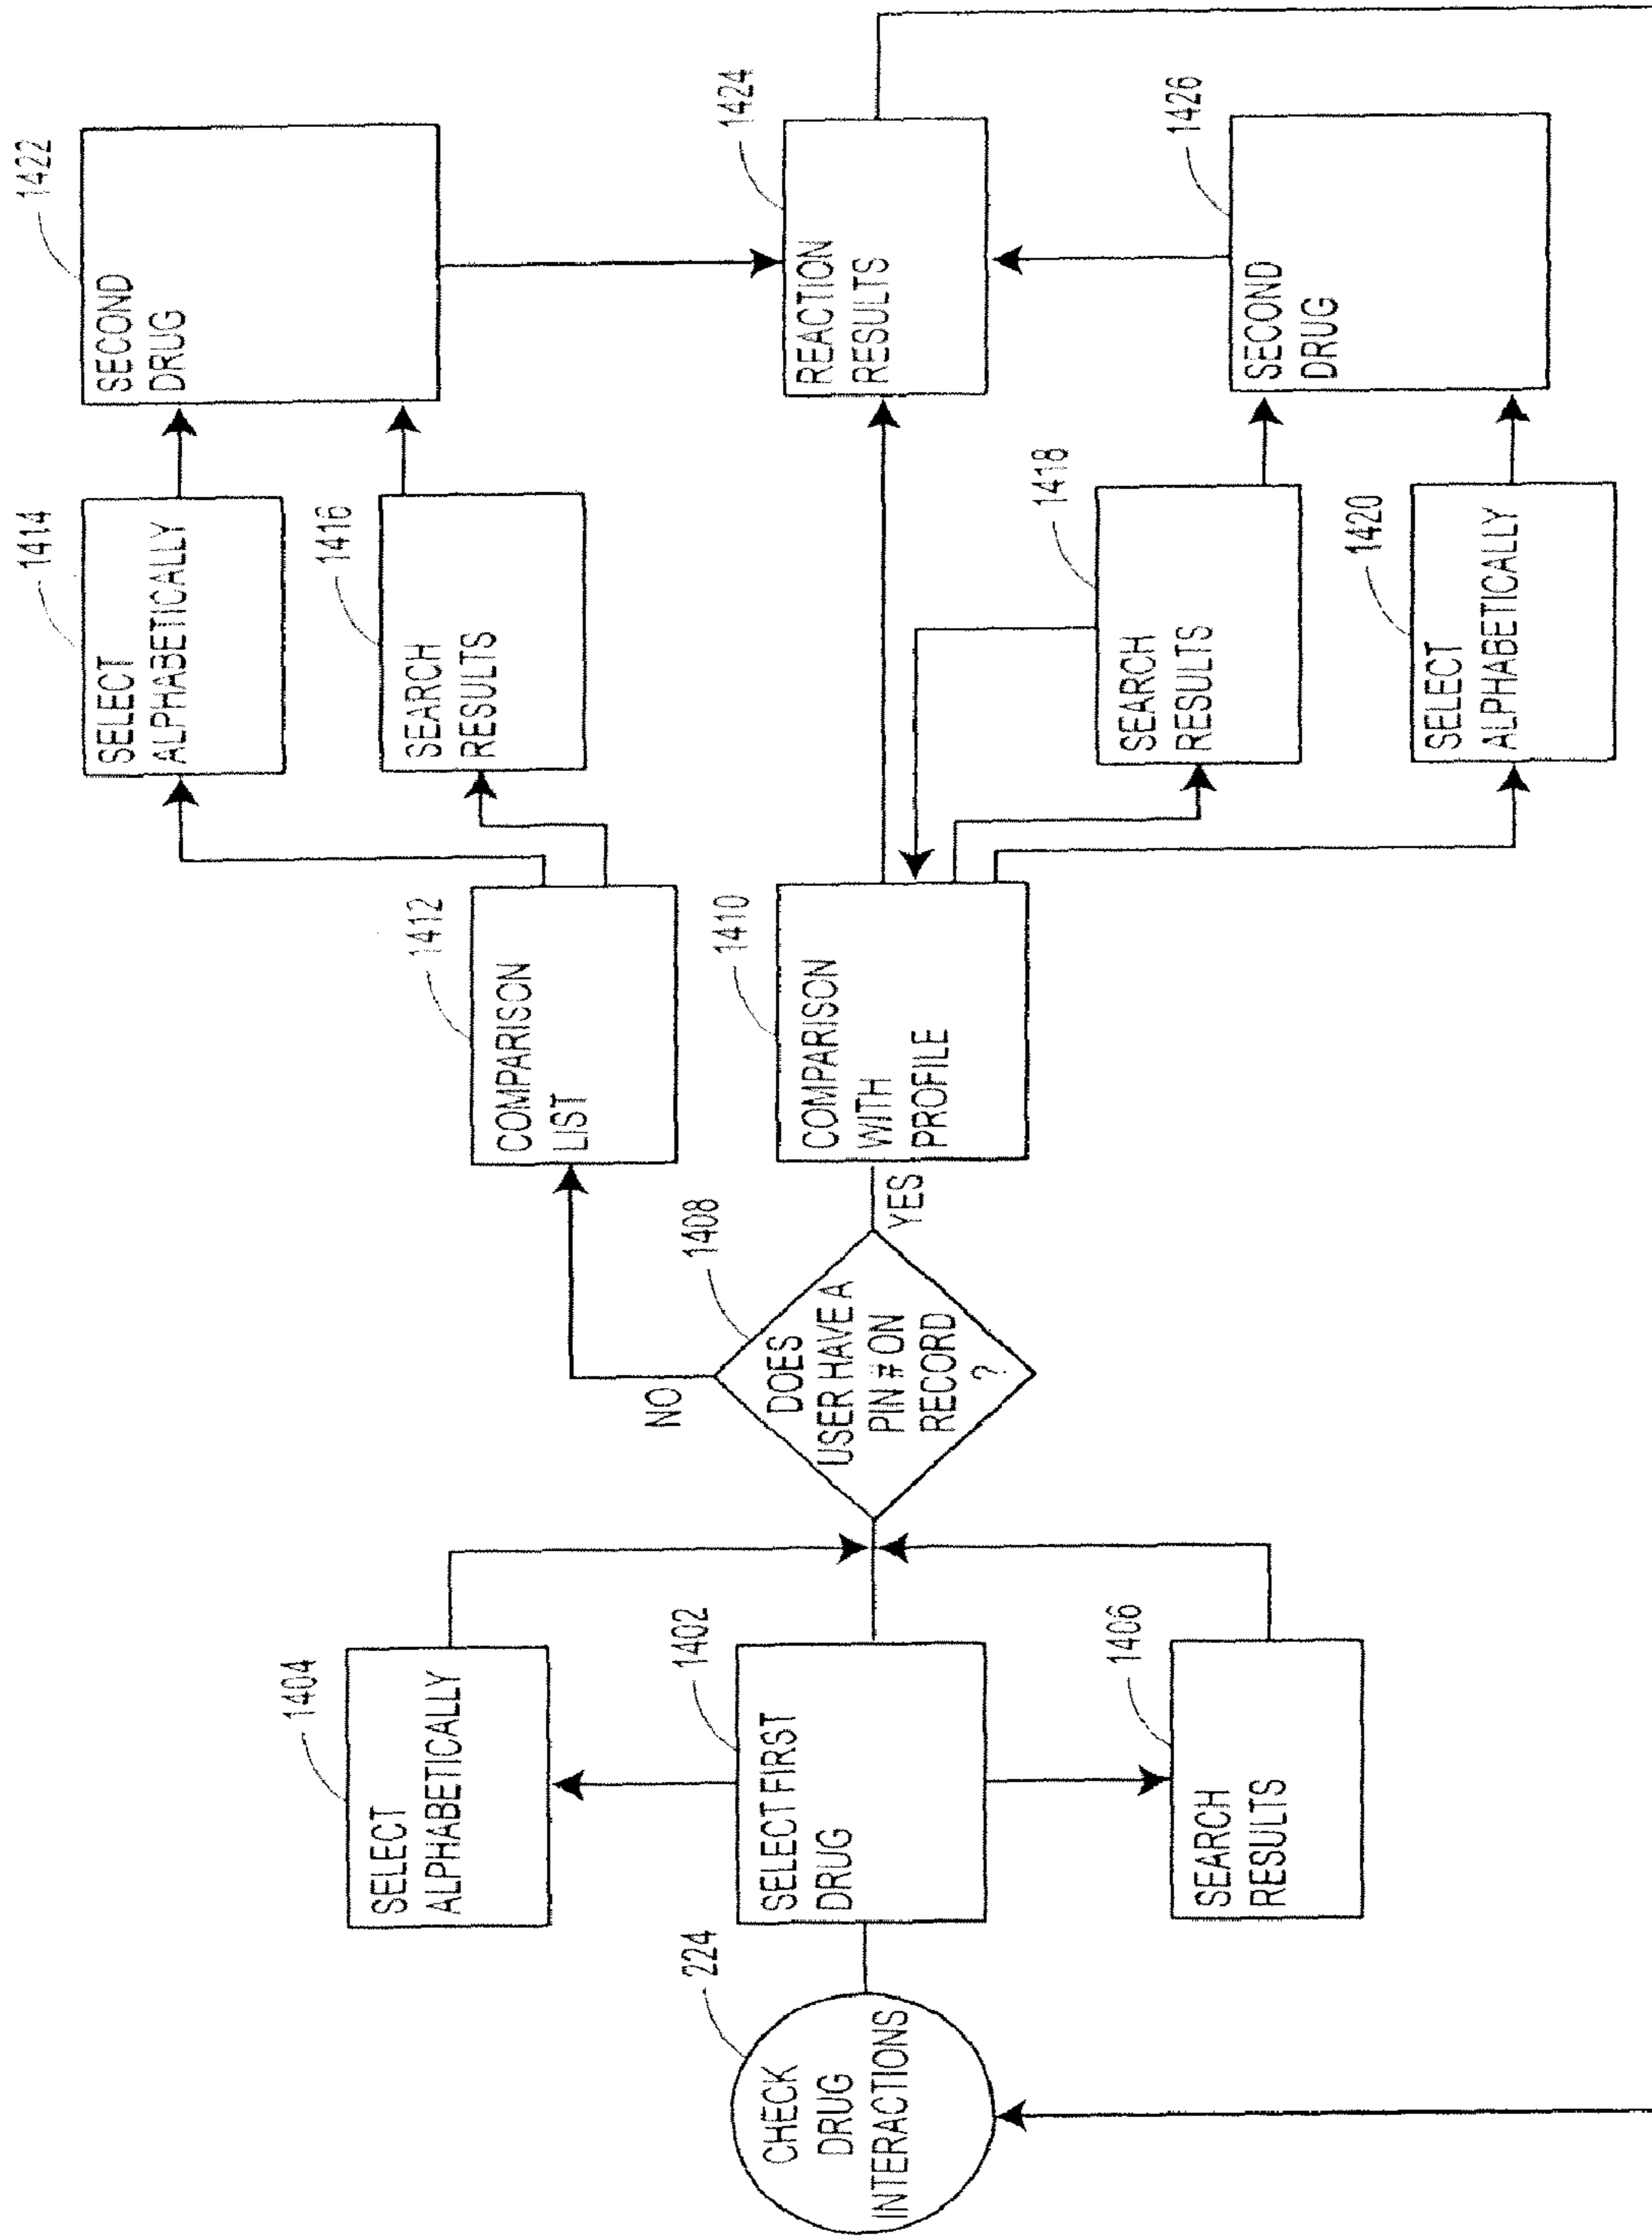 224
CHECK
DRUG
INTERACTIONS
1404
SELECT
ALPHABETICALLY
1402
SELECT FIRST
DRUG
1406
SEARCH
RESULTS
1408
DOES
USER HAVE A
PIN # ON
RECORD
?
NO
YES
1412
COMPARISON
LIST
1410
COMPARISON
WITH
PROFILE
1414
SELECT
ALPHABETICALLY
1416
SEARCH
RESULTS
1418
SEARCH
RESULTS
1420
SELECT
ALPHABETICALLY
1422
SECOND
DRUG
1424
REACTION
RESULTS
1426
SECOND
DRUG